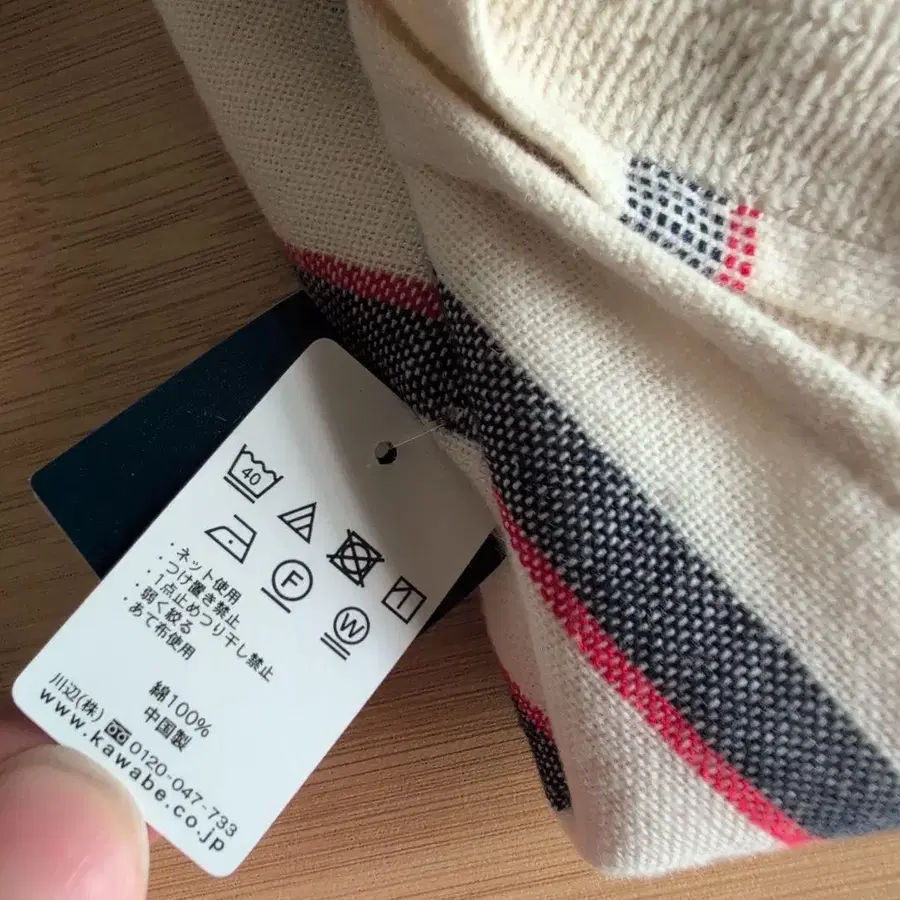 40
F
W
・ネット使用
・つけ置き禁止
・1点止めつり干し禁止
・弱く絞る
・あて布使用
綿100%
中国製
川辺(株) 0120-047-733
www.kawabe.co.jp